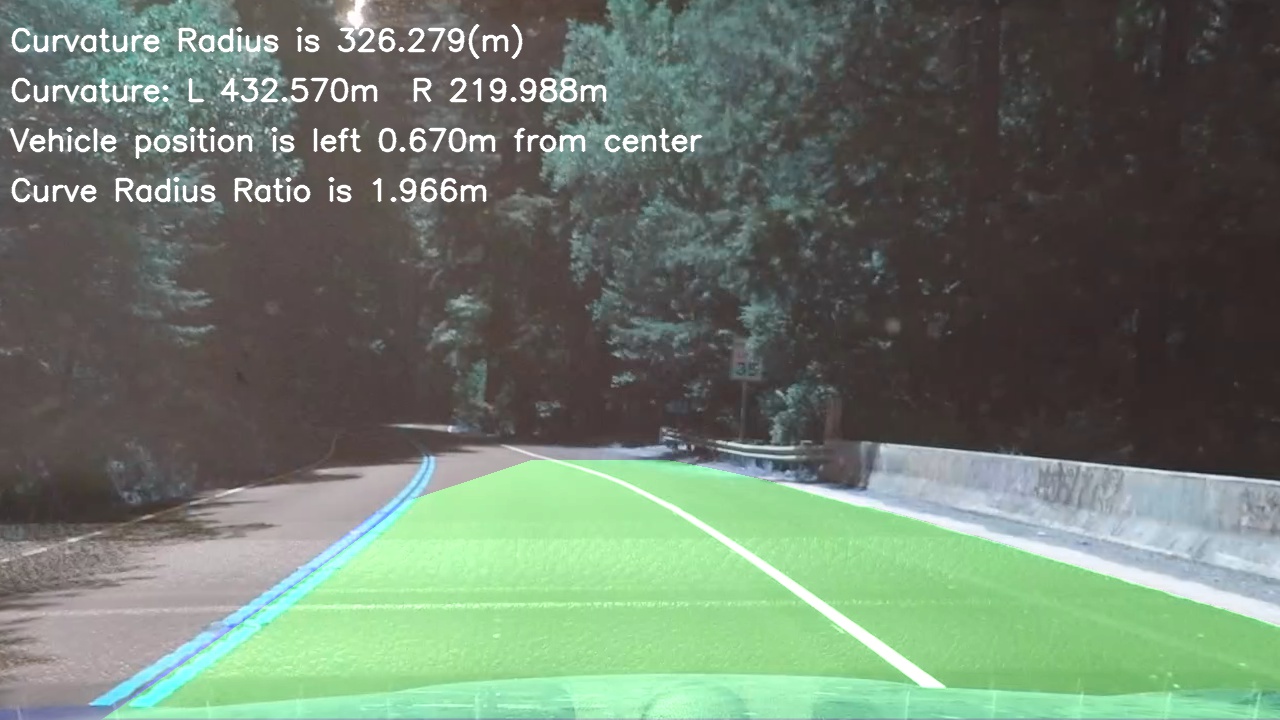 Curvature Radius is 326.279(m)
Curvature: L 432.570m R 219.988m
Vehicle position is left 0.670m from center
Curve Radius Ratio is 1.966m
35